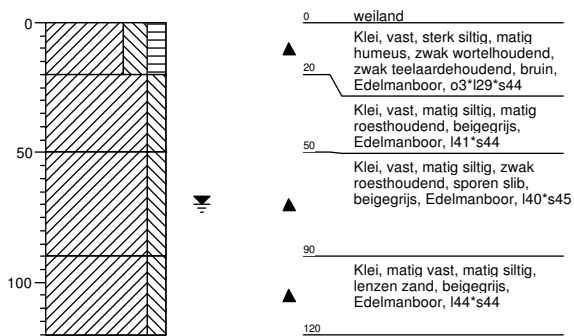 0
50
100
0 weiland
Klei, vast, sterk siltig, matig
humeus, zwak wortelhoudend,
zwak teelaardehoudend, bruin,
Edelmanboor, o3*l29*s44
20
Klei, vast, matig siltig, matig
roesthoudend, beigegrijs,
Edelmanboor, l41*s44
50
Klei, vast, matig siltig, zwak
roesthoudend, sporen slib,
beigegrijs, Edelmanboor, l40*s45
90
Klei, matig vast, matig siltig,
lenzen zand, beigegrijs,
Edelmanboor, l44*s44
120